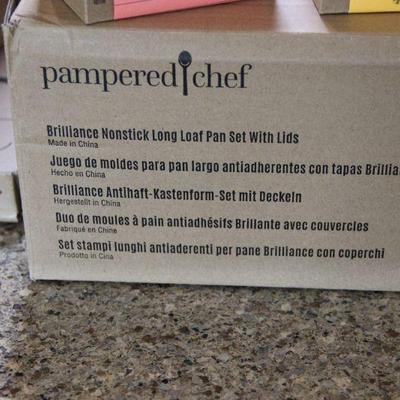 pampered chef
Brilliance Nonstick Long Loaf Pan Set With Lids
Made in China
Juego de moldes para pan largo antiadherentes con tapas Brillia
Hecho en China
Brilliance Antihaft-Kastenform-Set mit Deckeln
Hergestellt in China
Duo de moules à pain antiadhésifs Brillante avec couvercles
Fabriqué en Chine
Set stampi lunghi antiaderenti per pane Brilliance con coperchi
Prodotto in Cina